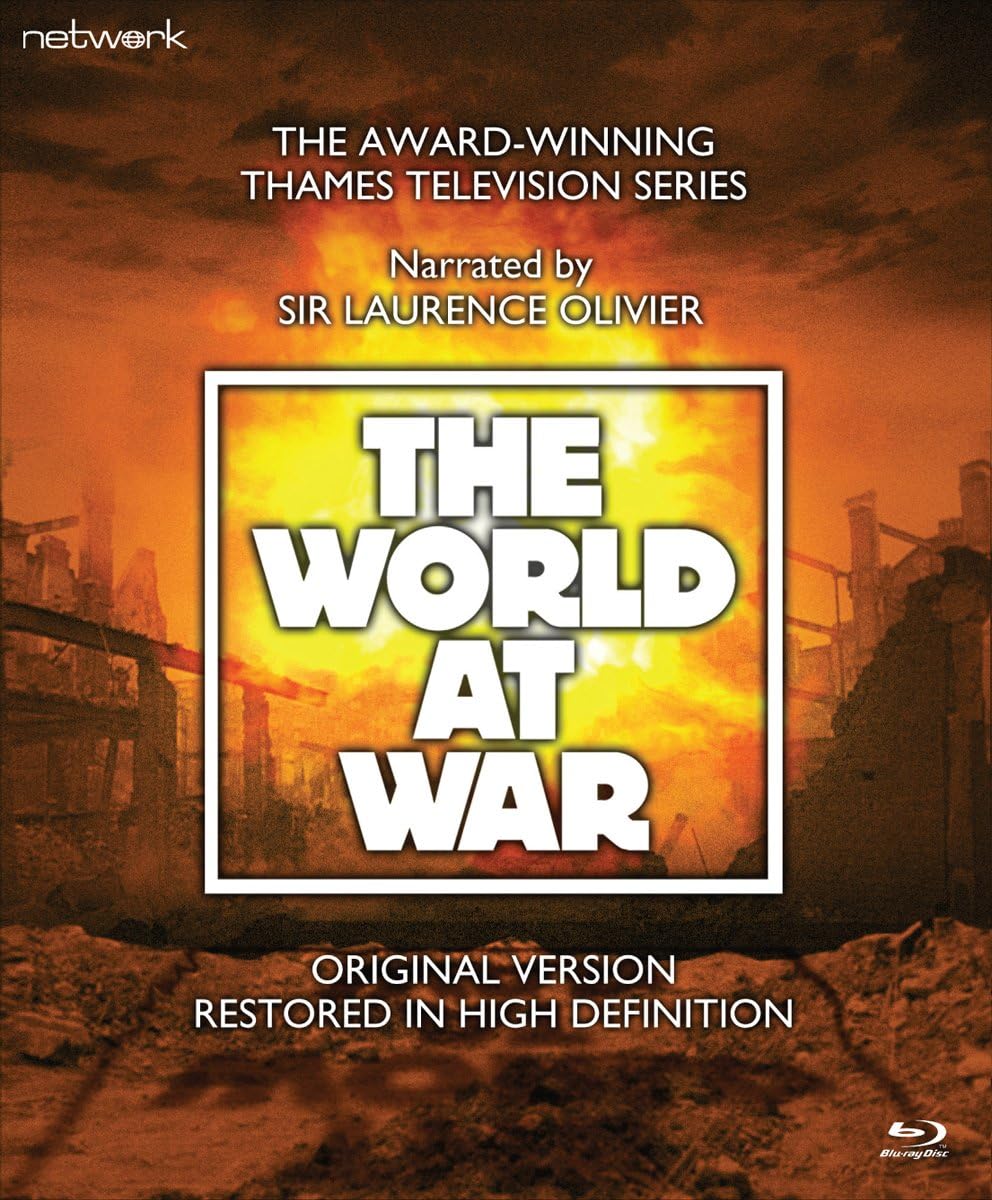 network
THE AWARD-WINNING
THAMES TELEVISION SERIES
Narrated by
SIR LAURENCE OLIVIER
THE
WORLD
AT
WAR
ORIGINAL VERSION
RESTORED IN HIGH DEFINITION
Blu-ray Disc™